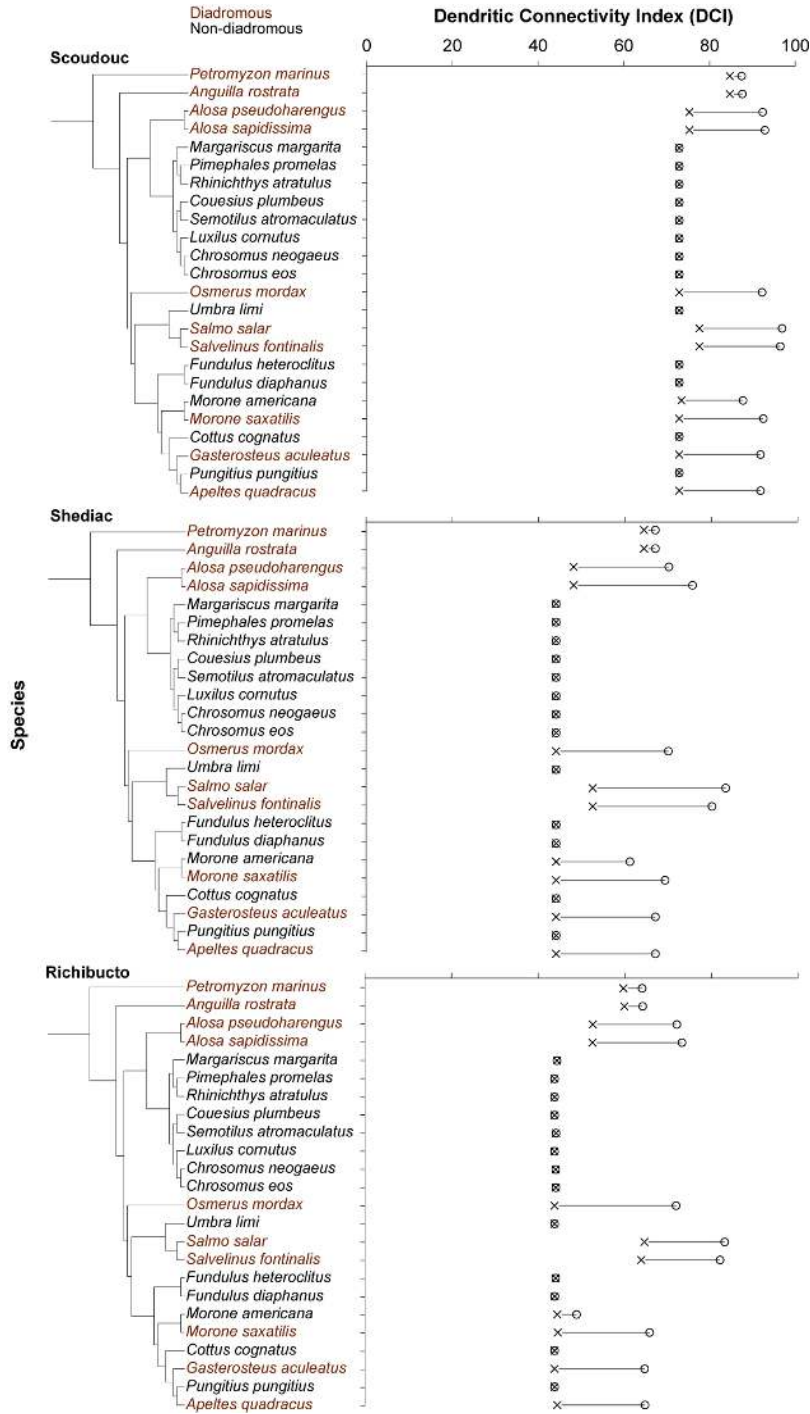 Diadromous
Non-diadromous
Dendritic Connectivity Index (DCI)
0 20 40 60 80 100
Scoudouc
Petromyzon marinus
Anguilla rostrata
Alosa pseudoharengus
Alosa sapidissima
Margariscus margarita
Pimephales promelas
Rhinichthys atratulus
Couesius plumbeus
Semotilus atromaculatus
Luxilus cornutus
Chrosomus neogaeus
Chrosomus eos
Osmerus mordax
Umbra limi
Salmo salar
Salvelinus fontinalis
Fundulus heteroclitus
Fundulus diaphanus
Morone americana
Morone saxatilis
Cottus cognatus
Gasterosteus aculeatus
Pungitius pungitius
Apeltes quadracus
Species
Shediac
Petromyzon marinus
Anguilla rostrata
Alosa pseudoharengus
Alosa sapidissima
Margariscus margarita
Pimephales promelas
Rhinichthys atratulus
Couesius plumbeus
Semotilus atromaculatus
Luxilus cornutus
Chrosomus neogaeus
Chrosomus eos
Osmerus mordax
Umbra limi
Salmo salar
Salvelinus fontinalis
Fundulus heteroclitus
Fundulus diaphanus
Morone americana
Morone saxatilis
Cottus cognatus
Gasterosteus aculeatus
Pungitius pungitius
Apeltes quadracus
Richibucto
Petromyzon marinus
Anguilla rostrata
Alosa pseudoharengus
Alosa sapidissima
Margariscus margarita
Pimephales promelas
Rhinichthys atratulus
Couesius plumbeus
Semotilus atromaculatus
Luxilus cornutus
Chrosomus neogaeus
Chrosomus eos
Osmerus mordax
Umbra limi
Salmo salar
Salvelinus fontinalis
Fundulus heteroclitus
Fundulus diaphanus
Morone americana
Morone saxatilis
Cottus cognatus
Gasterosteus aculeatus
Pungitius pungitius
Apeltes quadracus